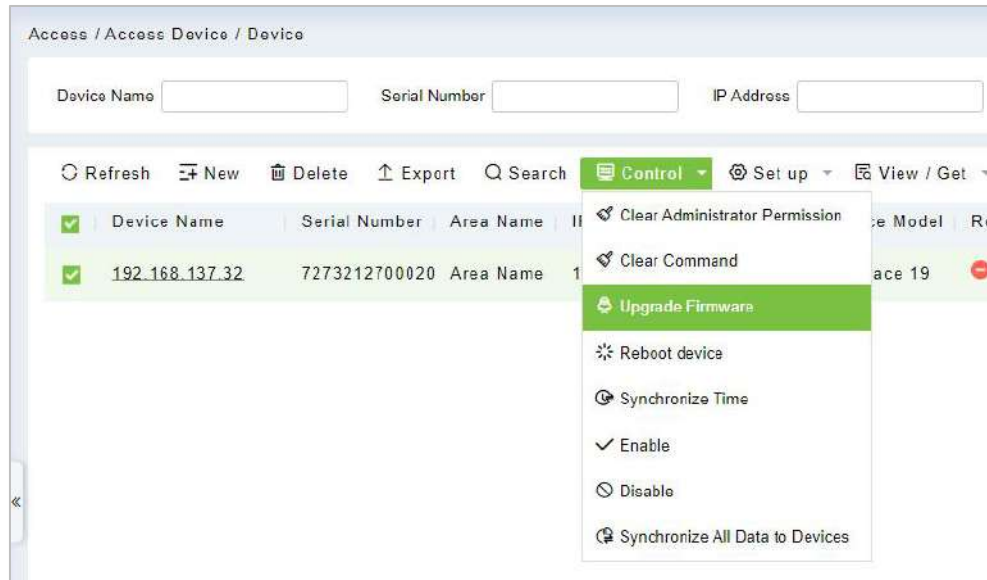 Access / Access Device / Device
Device Name Serial Number IP Address
Refresh New Delete Export Search Control Set up View / Get
Device Name Serial Number Area Name
192.168.137.32 7273212700020 Area Name
Clear Administrator Permission
Clear Command
Upgrade Firmware
Reboot device
Synchronize Time
Enable
Disable
Synchronize All Data to Devices
e Model
ace 19